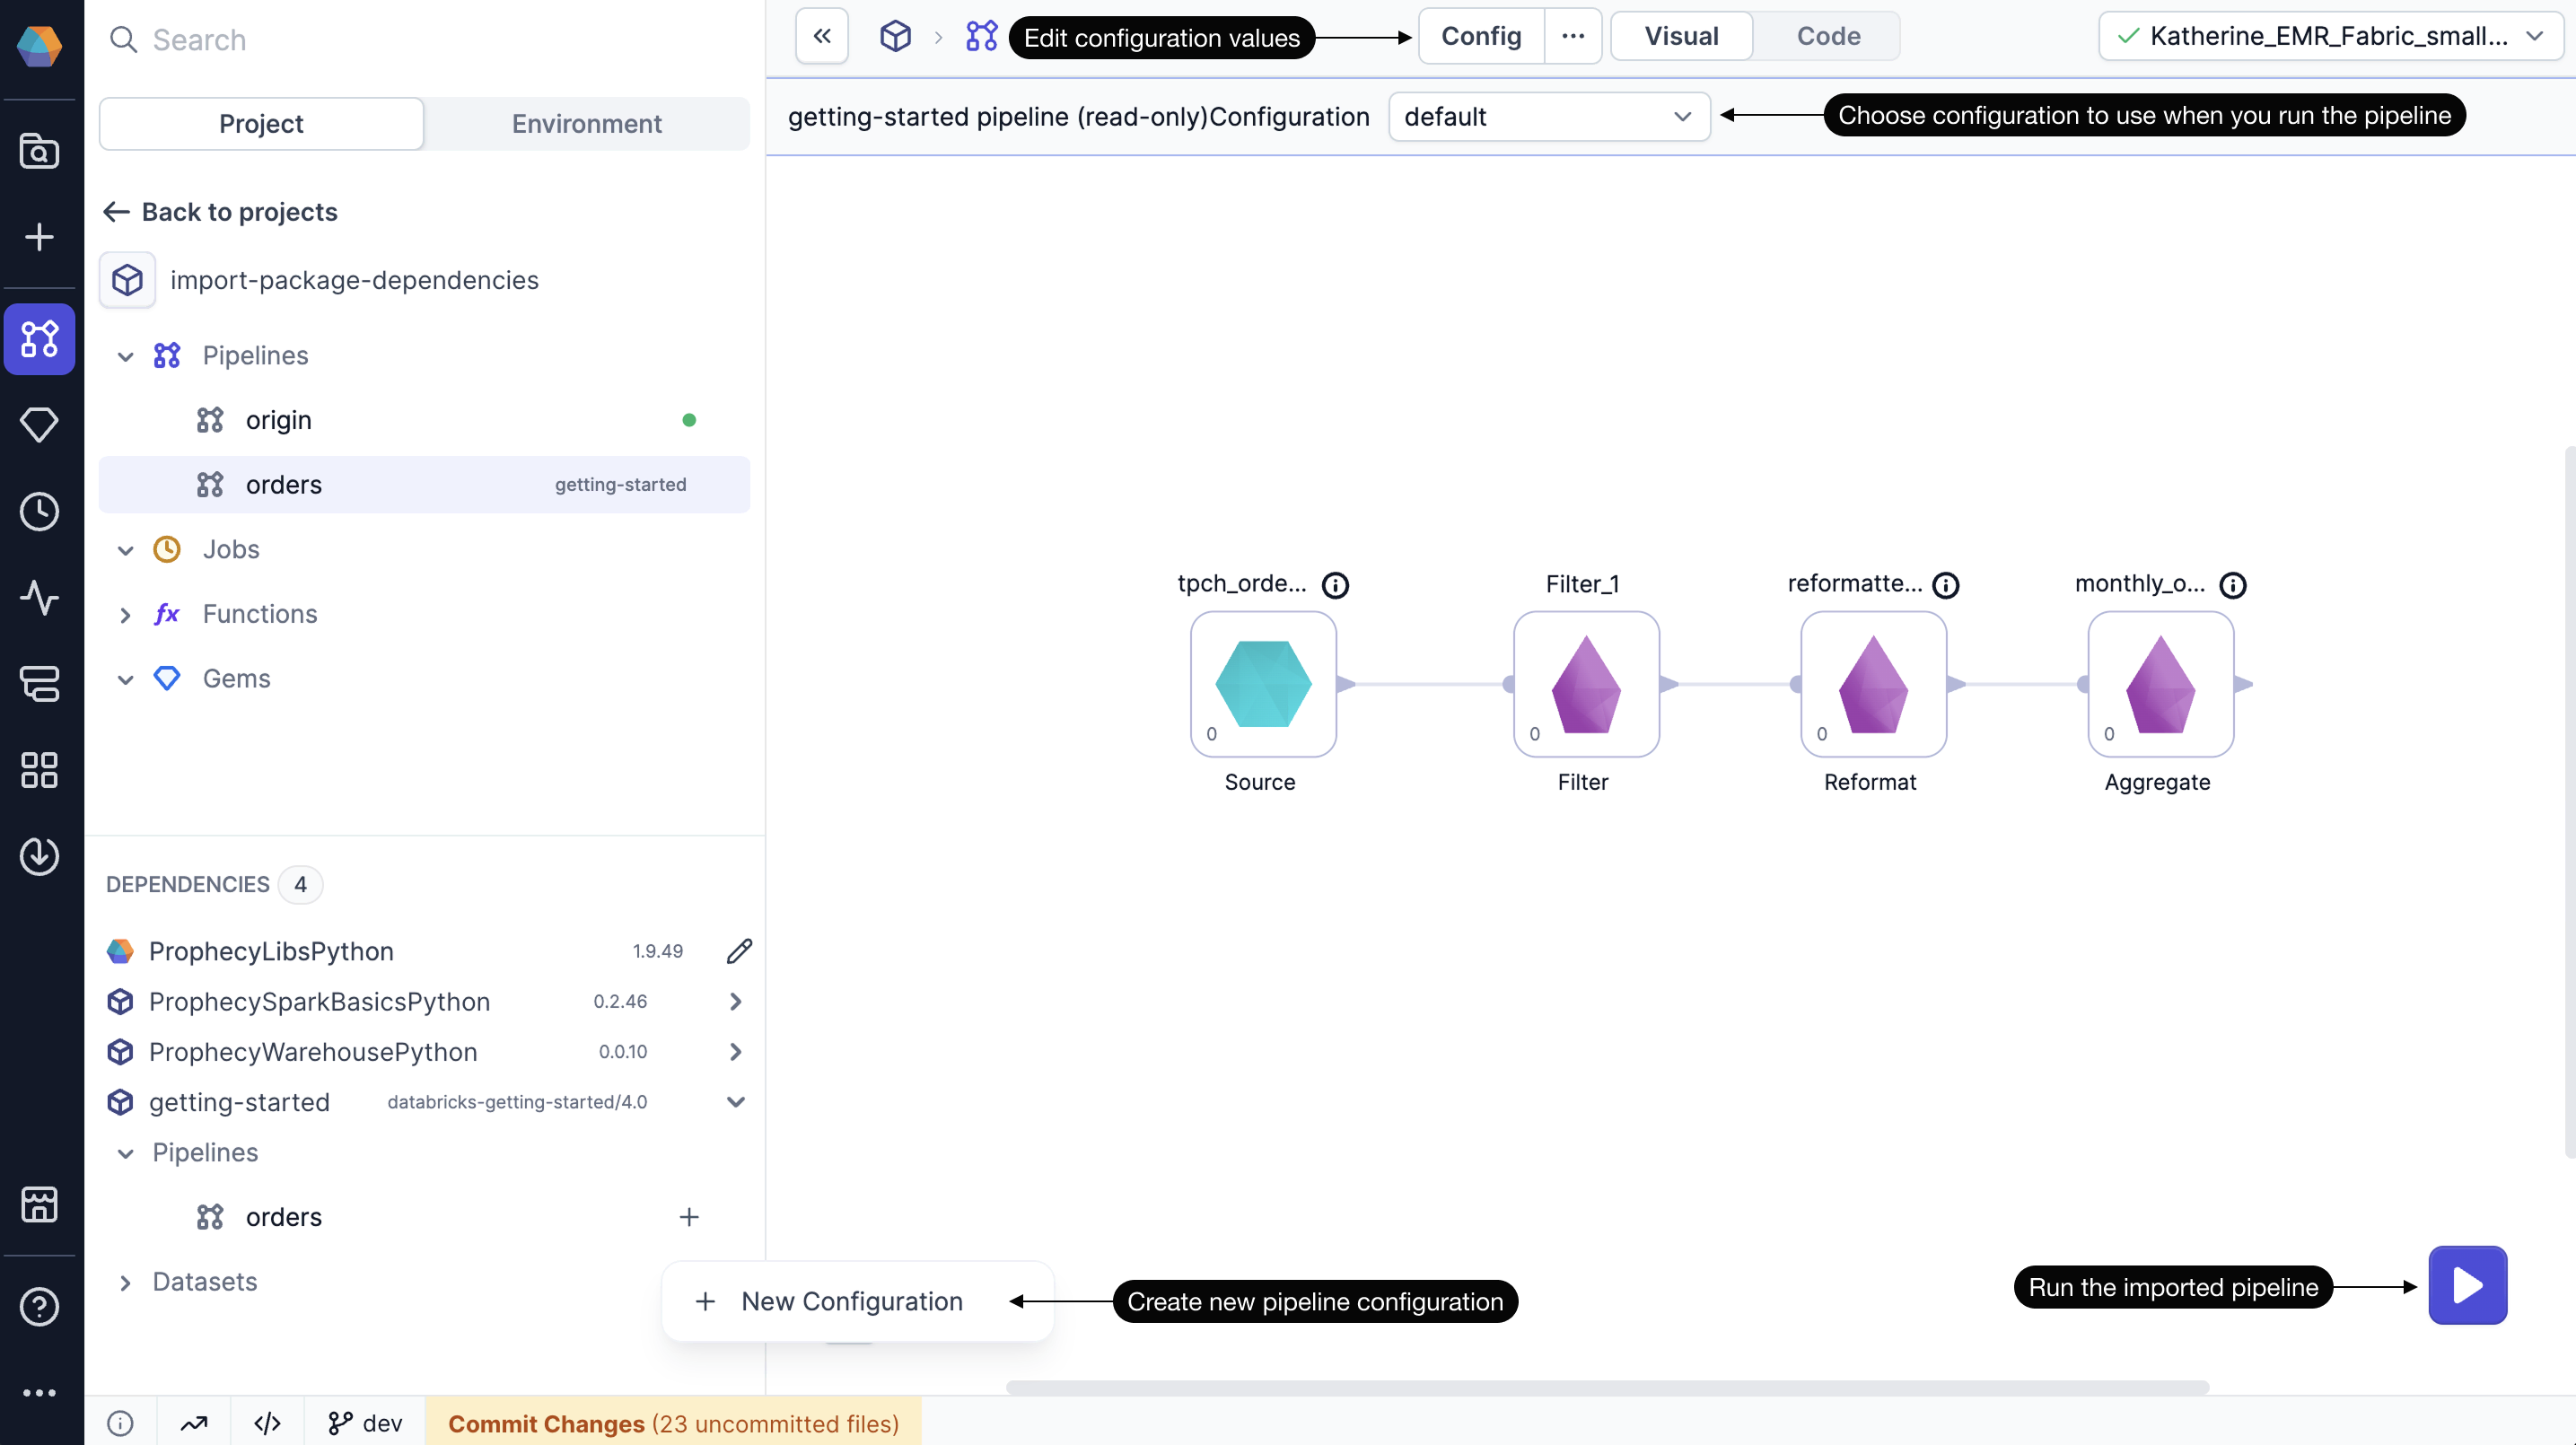 Search
Project
Environment
Back to projects
import-package-dependencies
Pipelines
origin
orders
getting-started
Jobs
fx
Functions
Gems
DEPENDENCIES
4
ProphecyLibsPython
1.9.49
ProphecySparkBasicsPython
0.2.46
ProphecyWarehousePython
0.0.10
getting-started
databricks-getting-started/4.0
Pipelines
orders
Datasets
New Configuration
Create new pipeline configuration
dev
Commit Changes (23 uncommitted files)
Edit configuration values
Config
Visual
Code
Katherine_EMR_Fabric_small...
getting-started pipeline (read-only)Configuration
default
Choose configuration to use when you run the pipeline
tpch_orde...
0
Source
Filter_1
0
Filter
reformatte...
0
Reformat
monthly_o...
0
Aggregate
Run the imported pipeline